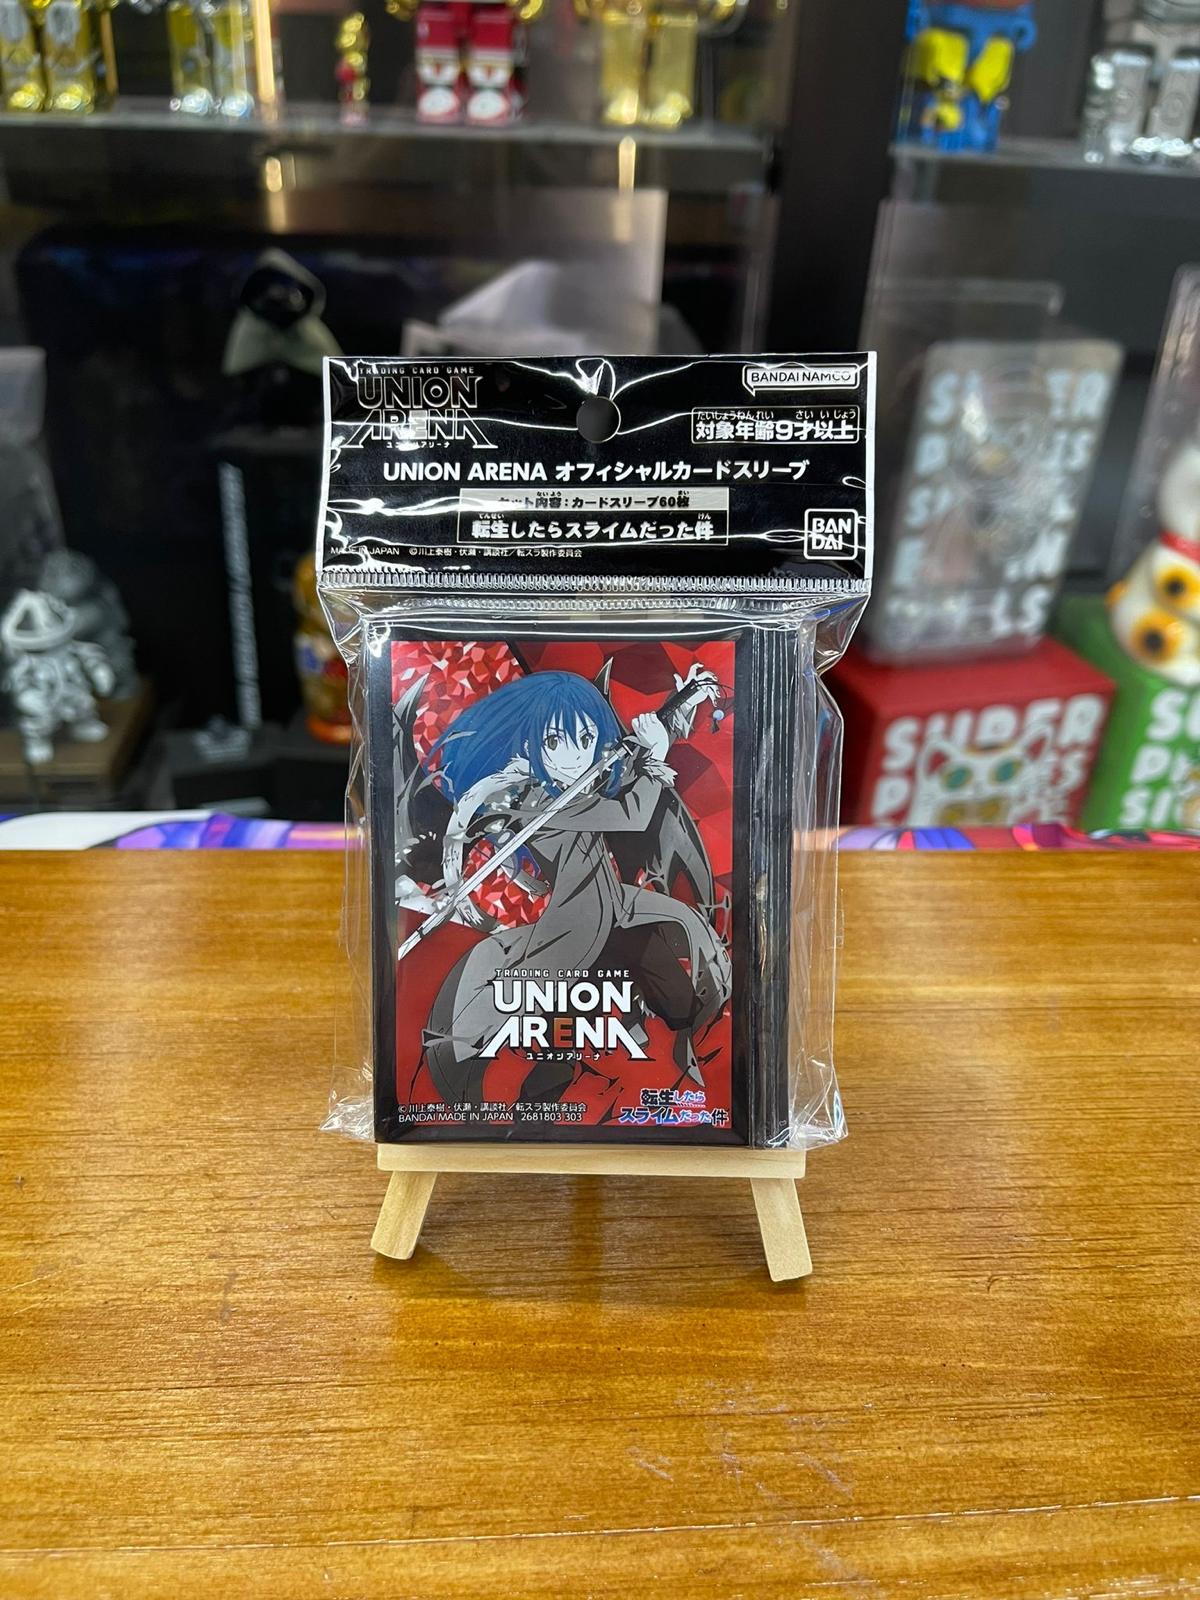 TRADING CARD GAME
UNION
ARENA
ユニオンアリーナ
BANDAI NAMCO
たいしょうねんれい さいいじょう
対象年齢9才以上
UNION ARENA オフィシャルカードスリーブ
ないよう まい
セット内容:カードスリーブ60枚
てんせい けん
転生したらスライムだった件
BAN
DAI
MADE IN JAPAN ©川上泰樹・伏瀬・講談社/転スラ製作委員会
TRADING CARD GAME
UNION
ARENA
ユニオンアリーナ
©川上泰樹・伏瀬・講談社/転スラ製作委員会
BANDAI MADE IN JAPAN 2681803 303
転生したら
スライムだった件
SUPER